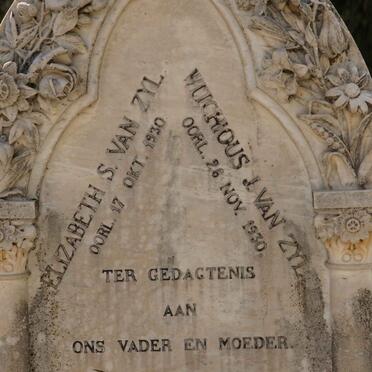 ELIZABETH S. VAN ZYL
OORL. 17 OKT. 1930
J. VAN ZYL
OORL. 26 NOV. 1930.
TER GEDAGTENIS
AAN
ONS VADER EN MOEDER.